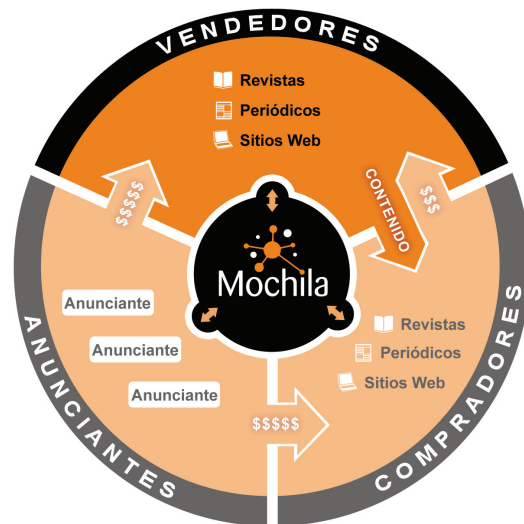 VENDEDORES
Revistas
Periódicos
Sitios Web
$$$$$
CONTENIDO
$$$
Mochila
Anunciante
Anunciante
Anunciante
Revistas
Periódicos
Sitios Web
$$$$$
ANUNCIANTES
COMPRADORES